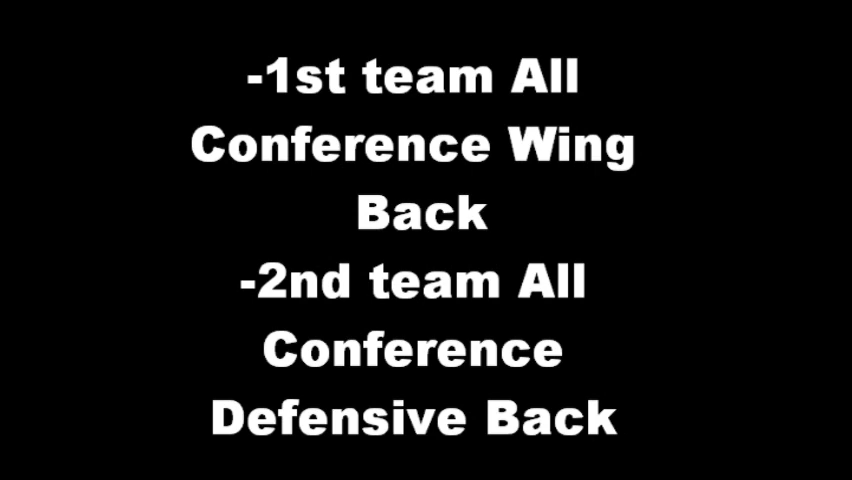 -1st team All
Conference Wing
Back
-2nd team All
Conference
Defensive Back